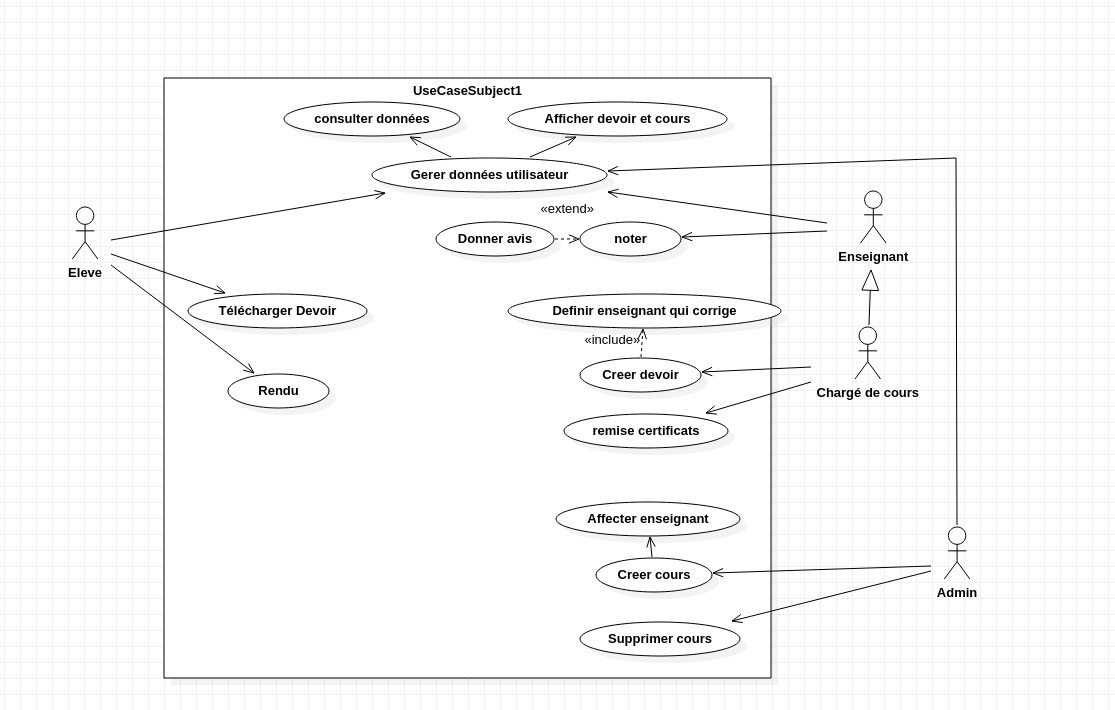 UseCaseSubject1
consulter données
Afficher devoir et cours
Gerer données utilisateur
«extend»
Donner avis
noter
Enseignant
Eleve
Télécharger Devoir
Definir enseignant qui corrige
«include»
Creer devoir
Rendu
Chargé de cours
remise certificats
Affecter enseignant
Creer cours
Admin
Supprimer cours